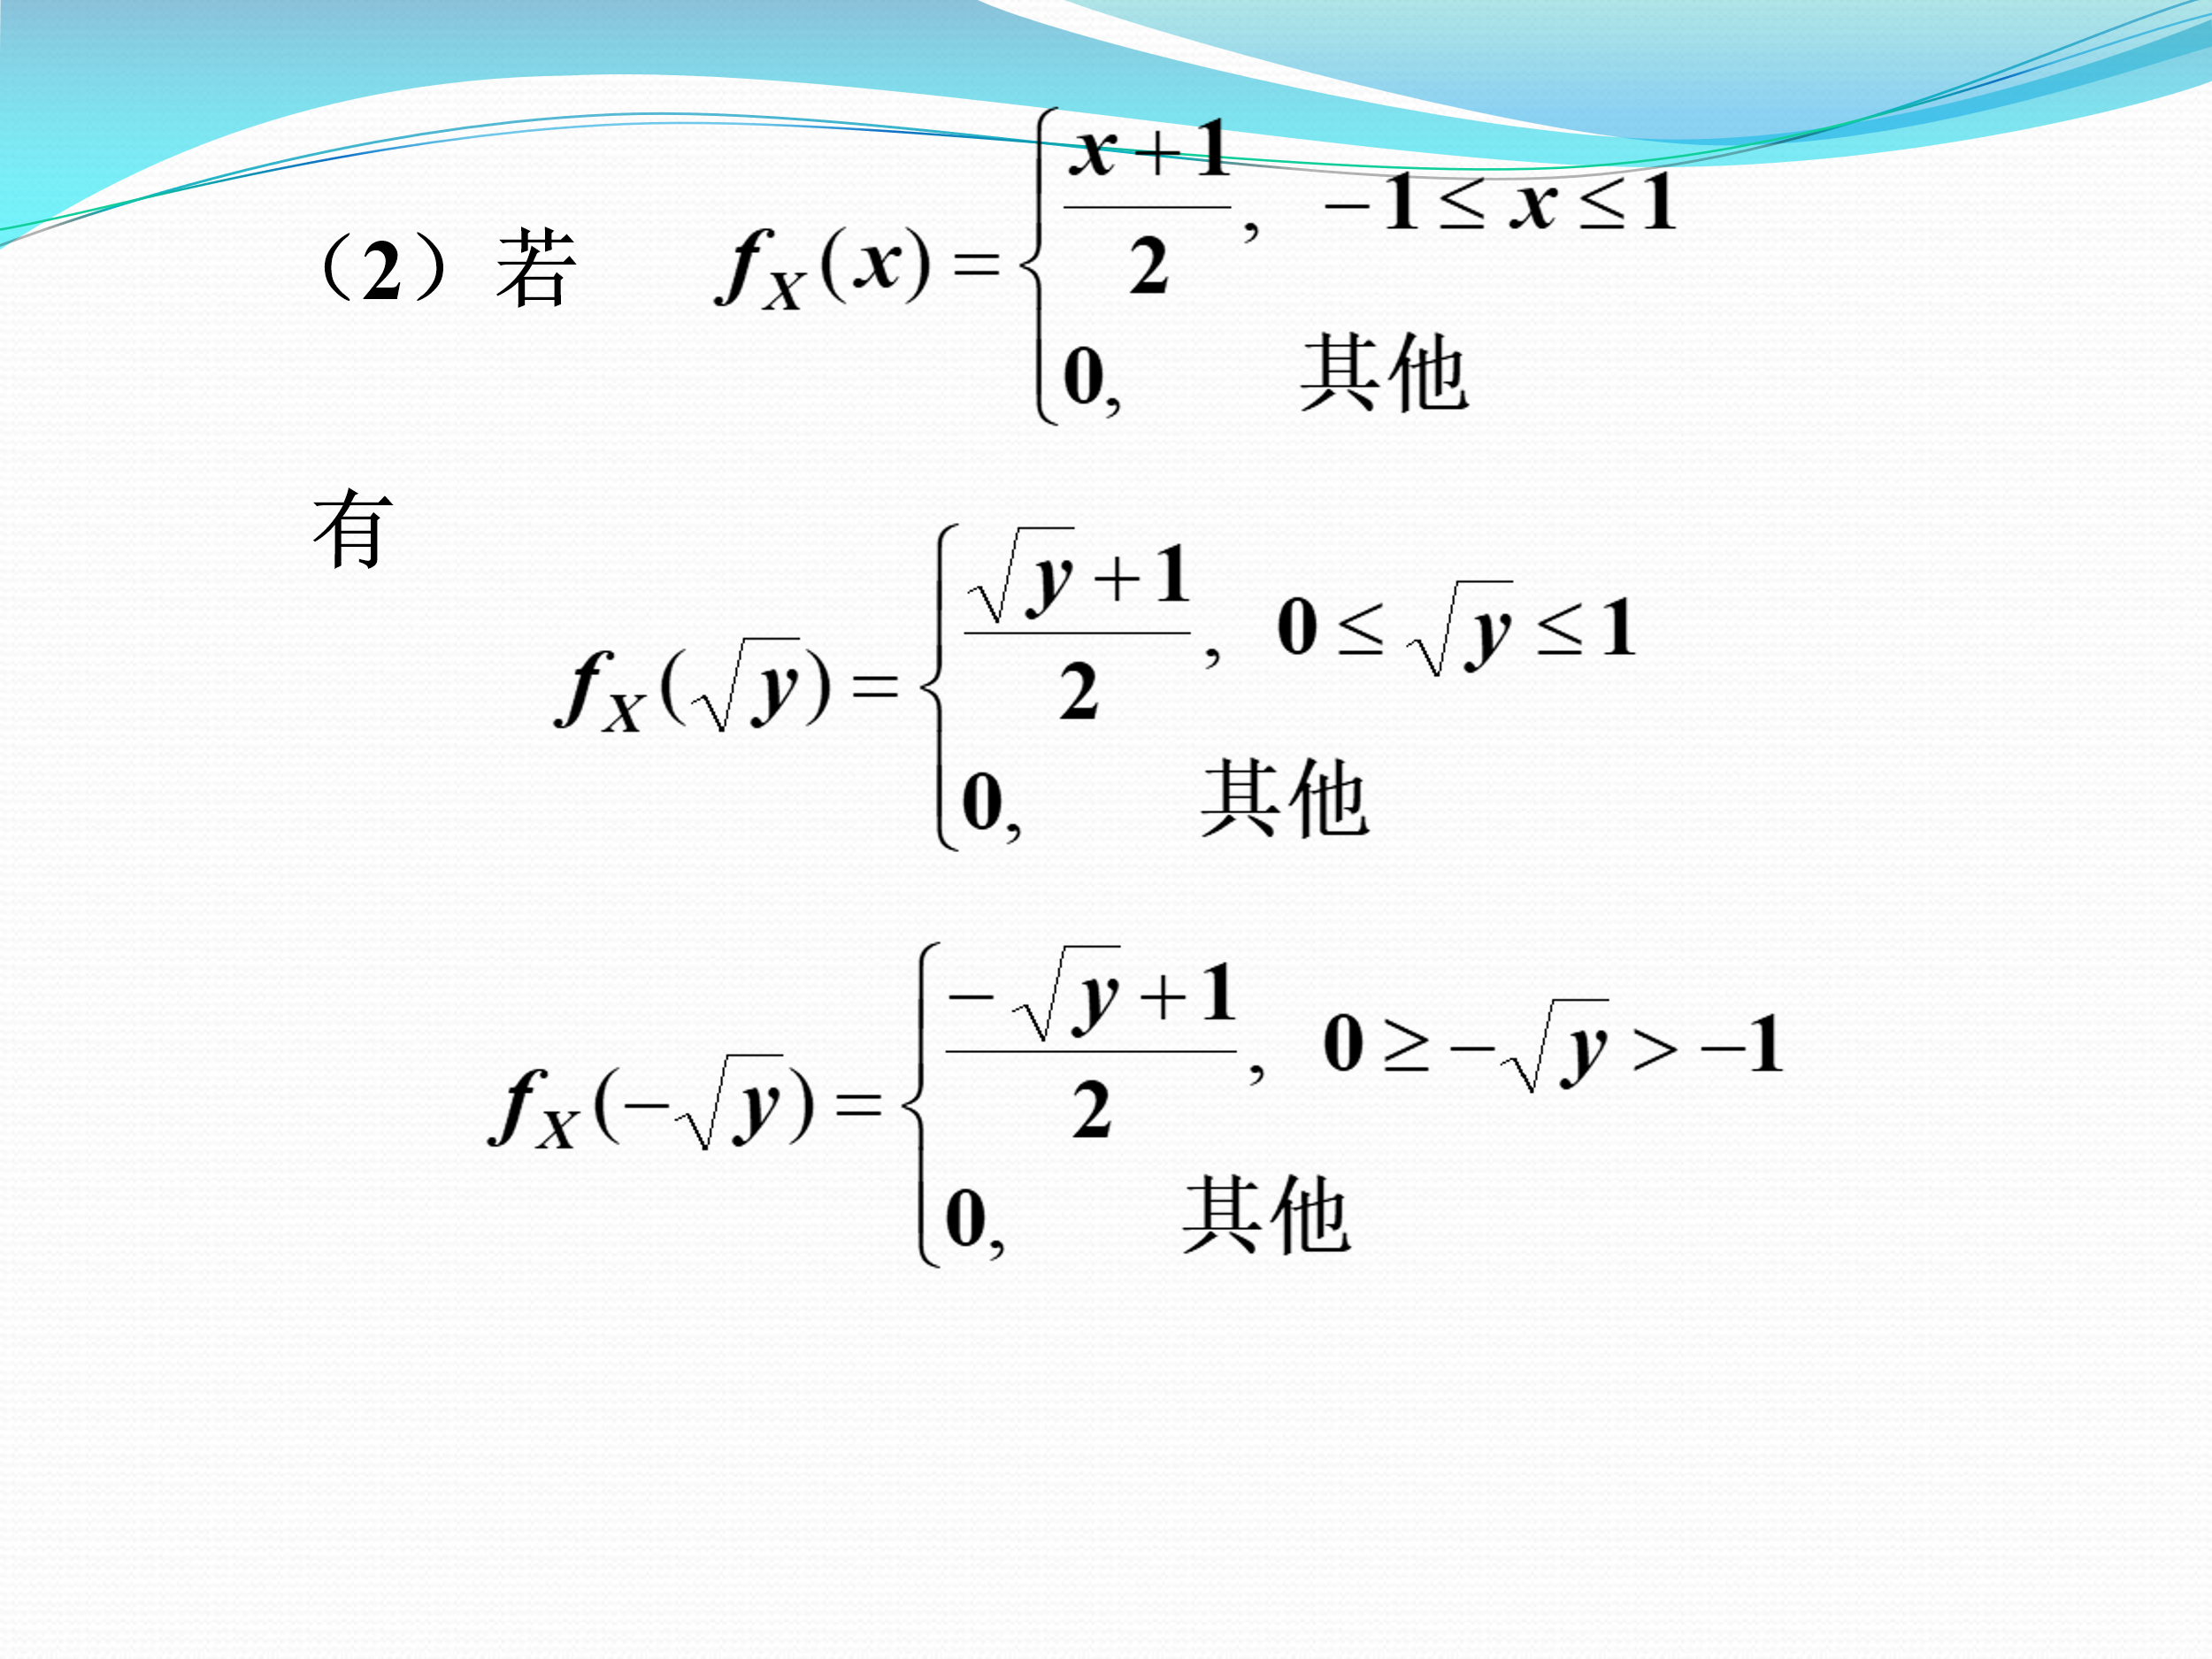 （2）若 f_X(x) = { (x+1)/2, −1 ≤ x ≤ 1
0, 其他
有
f_X(√y) = { (√y+1)/2, 0 ≤ √y ≤ 1
0, 其他
f_X(−√y) = { (−√y+1)/2, 0 ≥ −√y > −1
0, 其他